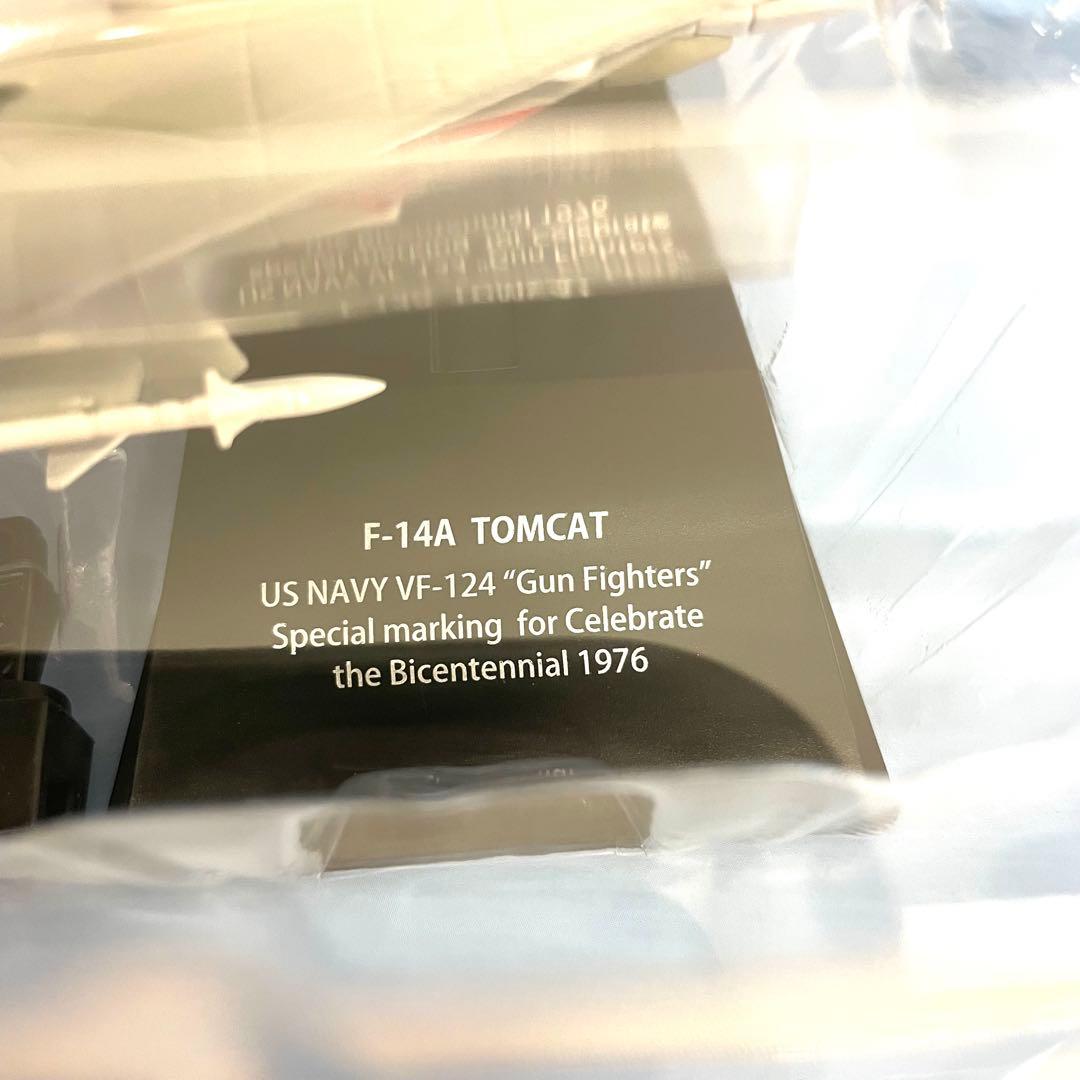 F-14A TOMCAT
US NAVY VF-124 “Gun Fighters”
Special marking for Celebrate
the Bicentennial 1976